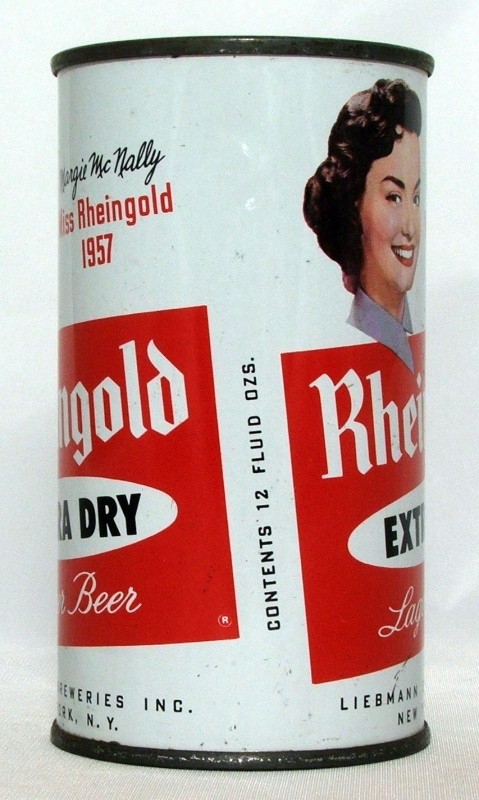 Margie McNally
Miss Rheingold
1957
ngold
RA DRY
r Beer
®
REWERIES INC.
ORK, N. Y.
CONTENTS 12 FLUID OZS.
Rhei
EXT
Lag
LIEBMANN
NEW